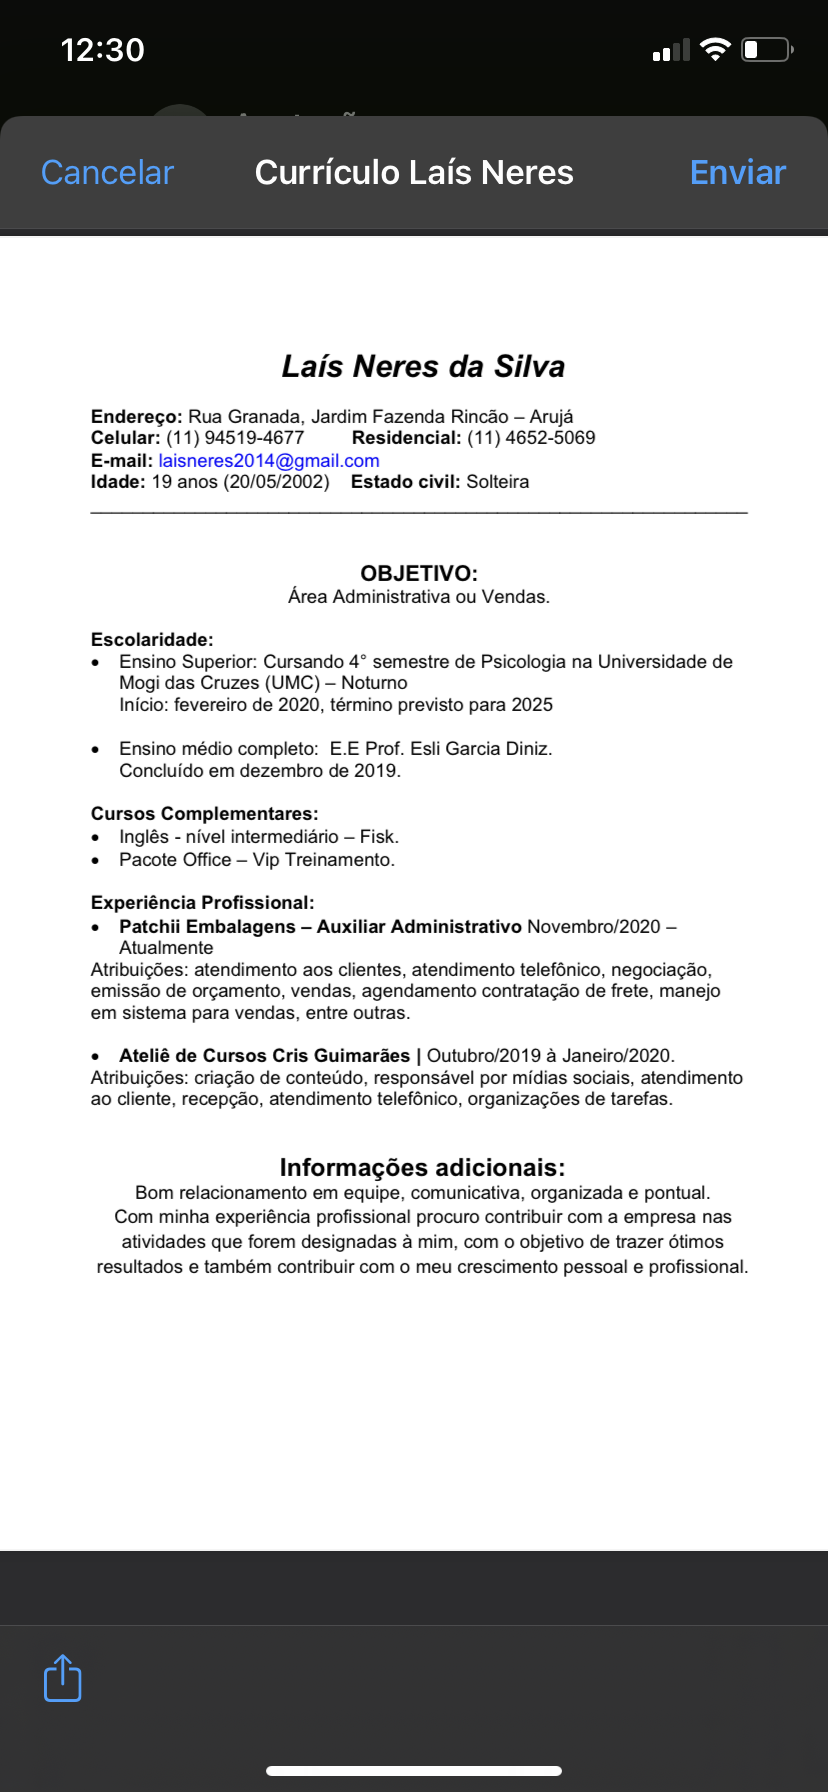 12:30
Cancelar
Currículo Laís Neres
Enviar
Laís Neres da Silva
Endereço: Rua Granada, Jardim Fazenda Rincão – Arujá
Celular: (11) 94519-4677 Residencial: (11) 4652-5069
E-mail: laisneres2014@gmail.com
Idade: 19 anos (20/05/2002) Estado civil: Solteira
OBJETIVO:
Área Administrativa ou Vendas.
Escolaridade:
• Ensino Superior: Cursando 4° semestre de Psicologia na Universidade de
Mogi das Cruzes (UMC) – Noturno
Início: fevereiro de 2020, término previsto para 2025
• Ensino médio completo: E.E Prof. Esli Garcia Diniz.
Concluído em dezembro de 2019.
Cursos Complementares:
• Inglês - nível intermediário – Fisk.
• Pacote Office – Vip Treinamento.
Experiência Profissional:
• Patchii Embalagens – Auxiliar Administrativo Novembro/2020 –
Atualmente
Atribuições: atendimento aos clientes, atendimento telefônico, negociação,
emissão de orçamento, vendas, agendamento contratação de frete, manejo
em sistema para vendas, entre outras.
• Ateliê de Cursos Cris Guimarães | Outubro/2019 à Janeiro/2020.
Atribuições: criação de conteúdo, responsável por mídias sociais, atendimento
ao cliente, recepção, atendimento telefônico, organizações de tarefas.
Informações adicionais:
Bom relacionamento em equipe, comunicativa, organizada e pontual.
Com minha experiência profissional procuro contribuir com a empresa nas
atividades que forem designadas à mim, com o objetivo de trazer ótimos
resultados e também contribuir com o meu crescimento pessoal e profissional.